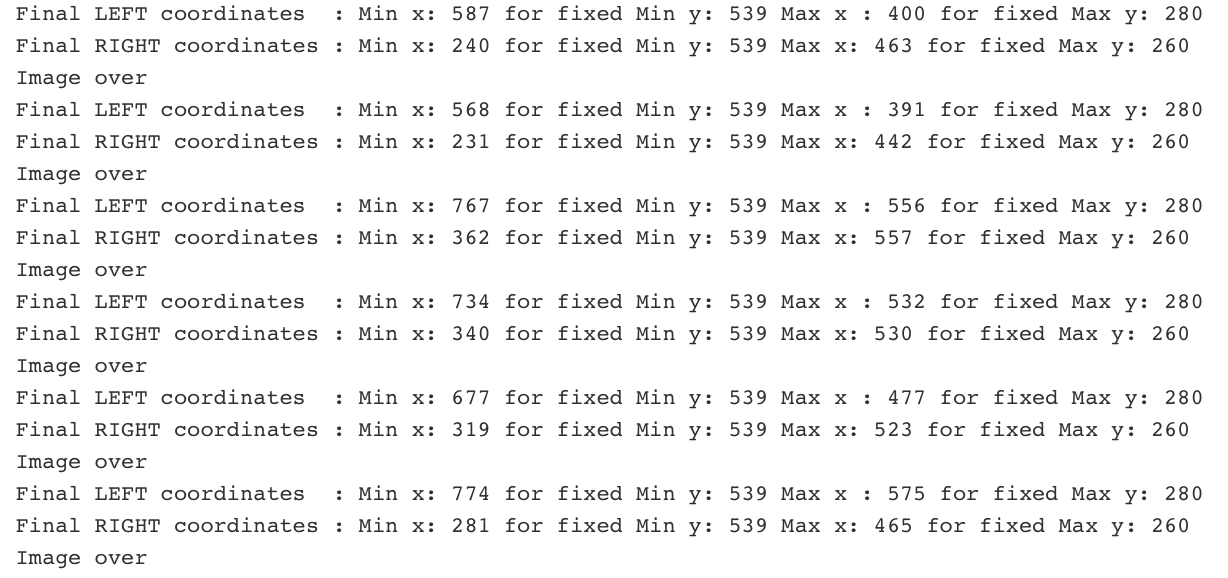 Final LEFT coordinates  : Min x: 587 for fixed Min y: 539 Max x : 400 for fixed Max y: 280
Final RIGHT coordinates : Min x: 240 for fixed Min y: 539 Max x: 463 for fixed Max y: 260
Image over
Final LEFT coordinates  : Min x: 568 for fixed Min y: 539 Max x : 391 for fixed Max y: 280
Final RIGHT coordinates : Min x: 231 for fixed Min y: 539 Max x: 442 for fixed Max y: 260
Image over
Final LEFT coordinates  : Min x: 767 for fixed Min y: 539 Max x : 556 for fixed Max y: 280
Final RIGHT coordinates : Min x: 362 for fixed Min y: 539 Max x: 557 for fixed Max y: 260
Image over
Final LEFT coordinates  : Min x: 734 for fixed Min y: 539 Max x : 532 for fixed Max y: 280
Final RIGHT coordinates : Min x: 340 for fixed Min y: 539 Max x: 530 for fixed Max y: 260
Image over
Final LEFT coordinates  : Min x: 677 for fixed Min y: 539 Max x : 477 for fixed Max y: 280
Final RIGHT coordinates : Min x: 319 for fixed Min y: 539 Max x: 523 for fixed Max y: 260
Image over
Final LEFT coordinates  : Min x: 774 for fixed Min y: 539 Max x : 575 for fixed Max y: 280
Final RIGHT coordinates : Min x: 281 for fixed Min y: 539 Max x: 465 for fixed Max y: 260
Image over